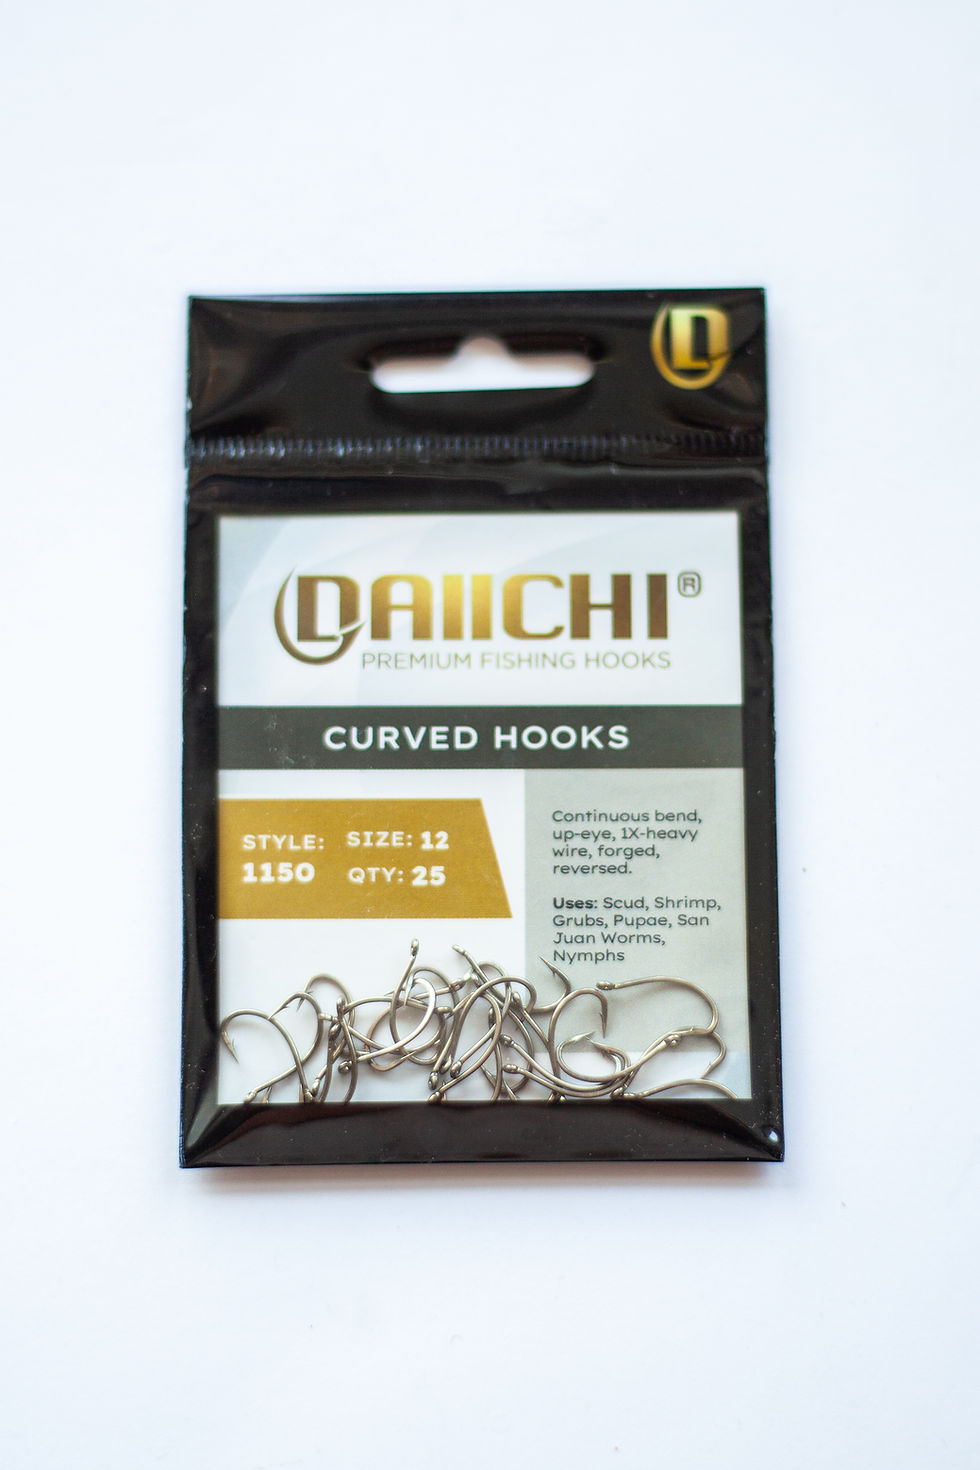 D
DAIICHI®
PREMIUM FISHING HOOKS
CURVED HOOKS
STYLE:
1150
SIZE: 12
QTY: 25
Continuous bend,
up-eye, 1X-heavy
wire, forged,
reversed.
Uses: Scud, Shrimp,
Grubs, Pupae, San
Juan Worms,
Nymphs